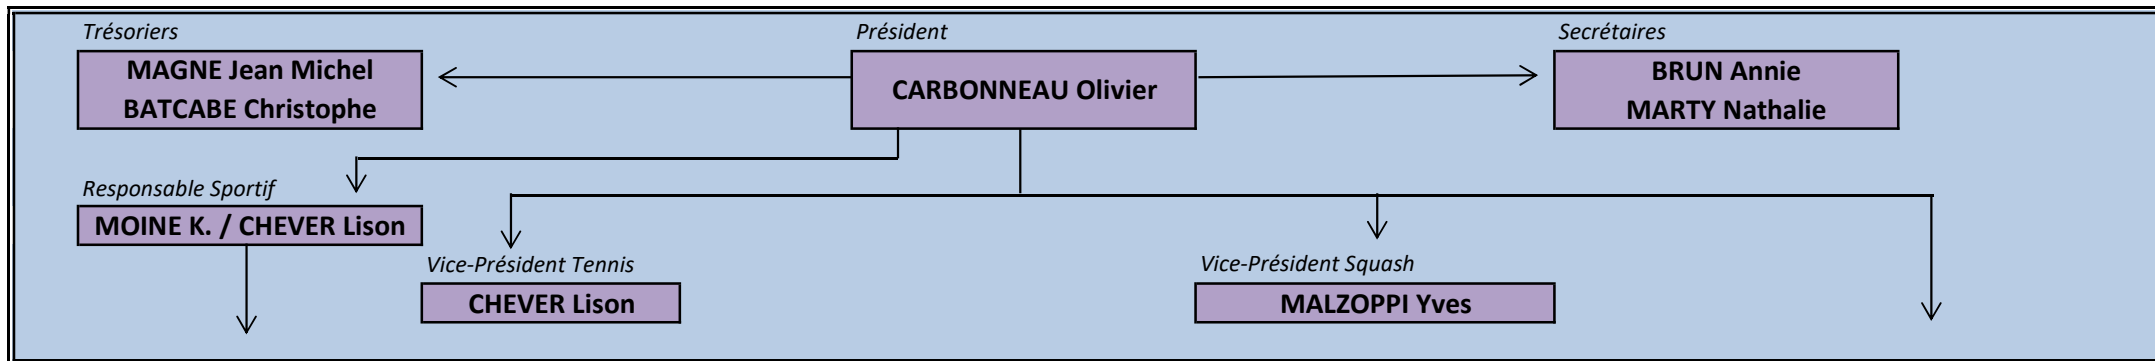 Trésoriers
MAGNE Jean Michel
BATCABE Christophe
Président
CARBONNEAU Olivier
Secrétaires
BRUN Annie
MARTY Nathalie
Responsable Sportif
MOINE K. / CHEVER Lison
Vice-Président Tennis
CHEVER Lison
Vice-Président Squash
MALZOPPI Yves